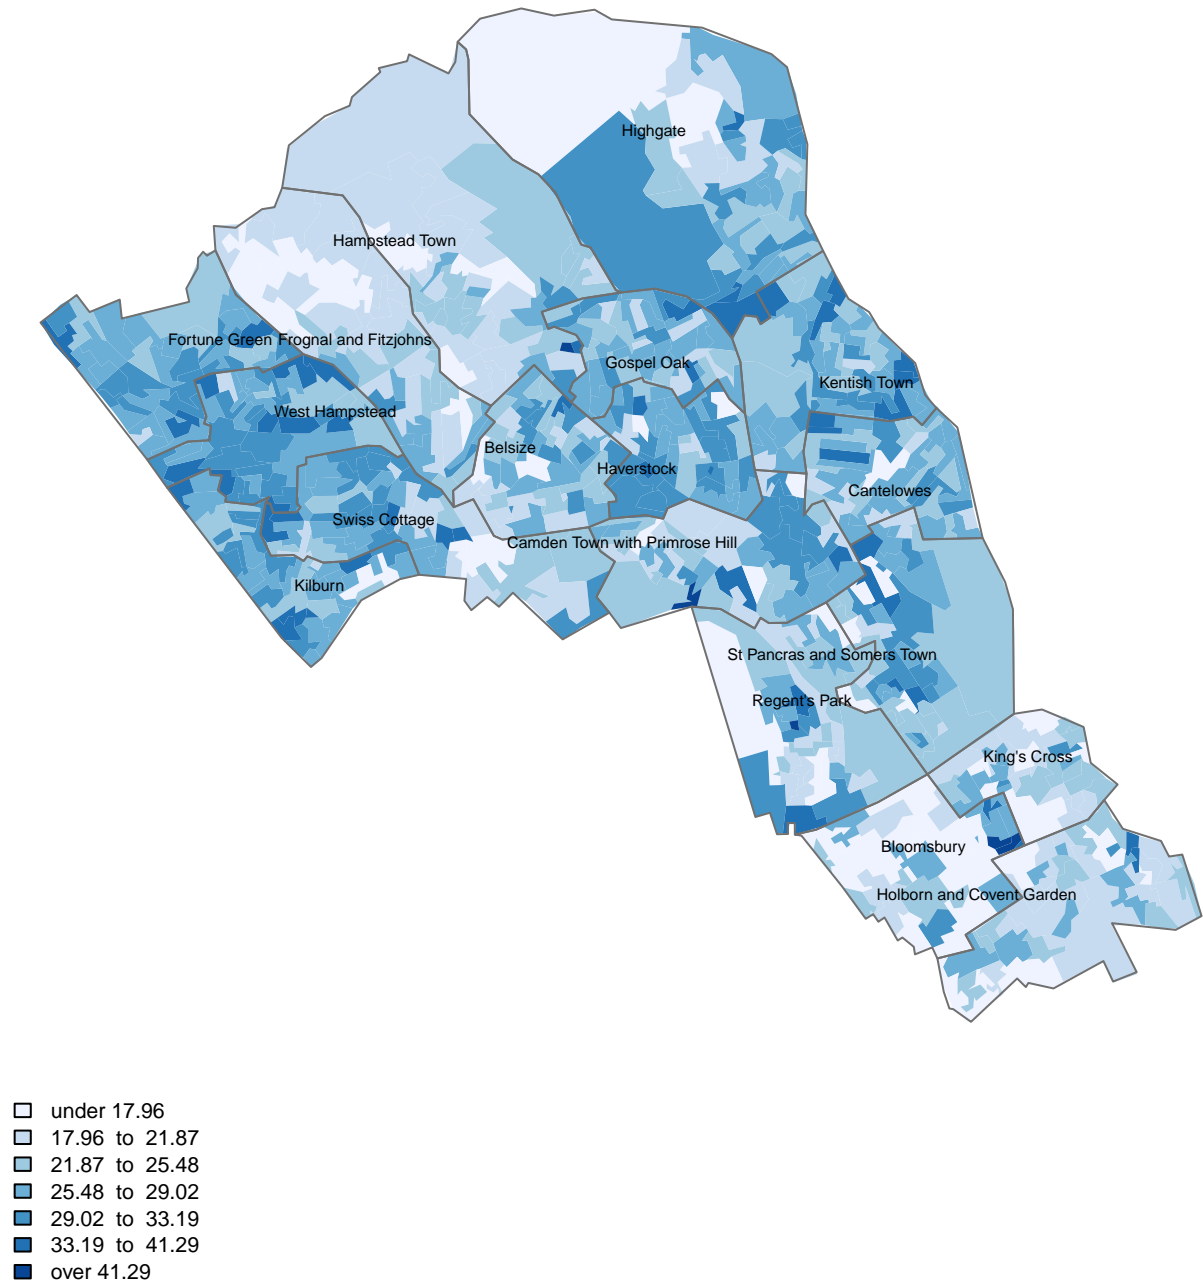 Highgate
Hampstead Town
Fortune Green
Frognal and Fitzjohns
Gospel Oak
Kentish Town
West Hampstead
Belsize
Haverstock
Cantelowes
Swiss Cottage
Camden Town with Primrose Hill
Kilburn
St Pancras and Somers Town
Regent's Park
King's Cross
Bloomsbury
Holborn and Covent Garden
under 17.96
17.96 to 21.87
21.87 to 25.48
25.48 to 29.02
29.02 to 33.19
33.19 to 41.29
over 41.29